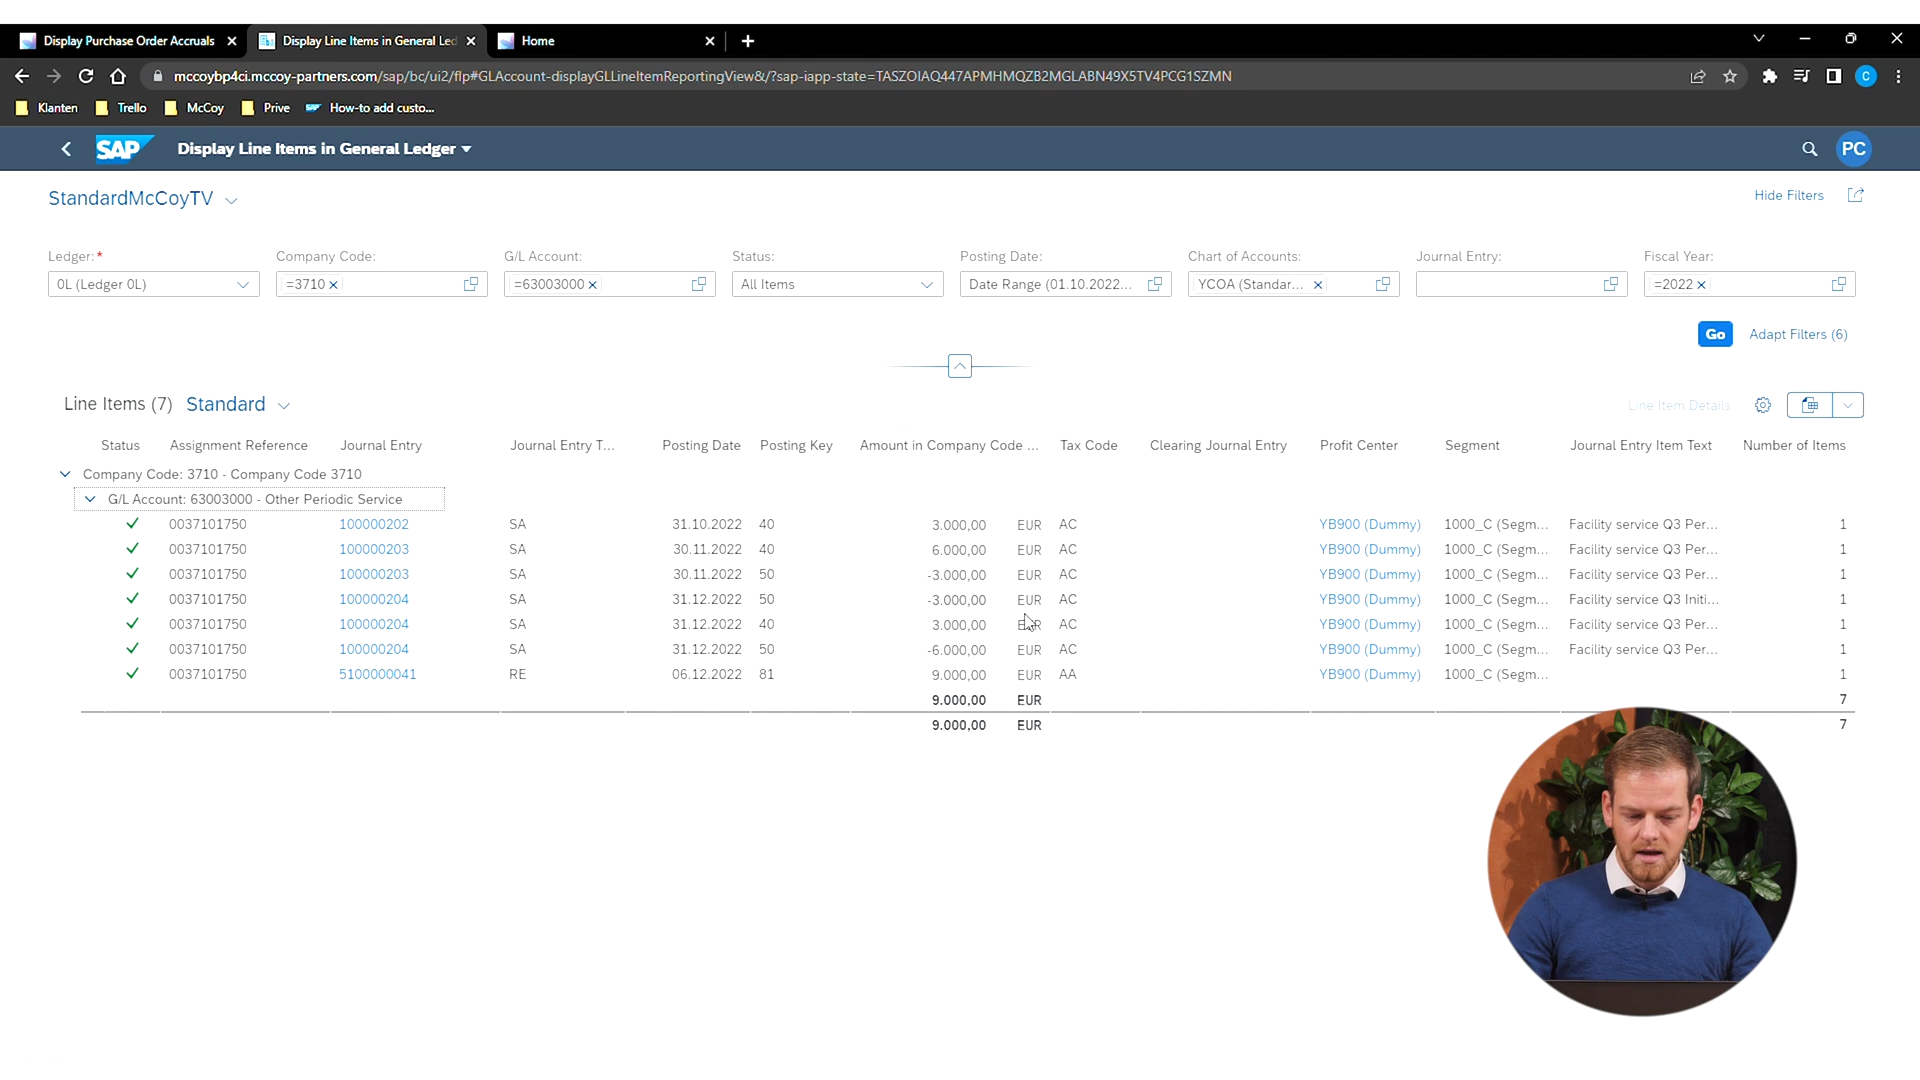 Display Purchase Order Accruals Display Line Items in General Led Home
mccoybp4ci.mccoy-partners.com/sap/bc/ui2/flp#GLAccount-displayGLLineItemReportingView&/?sap-iapp-state=TASZOIAQ447APMHMQZB2MGLABN49X5TV4PCG1SZMN C
Klanten Trello McCoy Prive How-to add custo...
SAP Display Line Items in General Ledger PC
StandardMcCoyTV Hide Filters
Ledger:* Company Code: G/L Account: Status: Posting Date: Chart of Accounts: Journal Entry: Fiscal Year:
0L (Ledger 0L) =3710 =63003000 All Items Date Range (01.10.2022... YCOA (Standar... =2022
Go Adapt Filters (6)
Line Items (7) Standard Line Item Details
Status Assignment Reference Journal Entry Journal Entry T... Posting Date Posting Key Amount in Company Code ... Tax Code Clearing Journal Entry Profit Center Segment Journal Entry Item Text Number of Items
Company Code: 3710 - Company Code 3710
G/L Account: 63003000 - Other Periodic Service
0037101750 100000202 SA 31.10.2022 40 3.000,00 EUR AC YB900 (Dummy) 1000_C (Segm... Facility service Q3 Per... 1
0037101750 100000203 SA 30.11.2022 40 6.000,00 EUR AC YB900 (Dummy) 1000_C (Segm... Facility service Q3 Per... 1
0037101750 100000203 SA 30.11.2022 50 -3.000,00 EUR AC YB900 (Dummy) 1000_C (Segm... Facility service Q3 Per... 1
0037101750 100000204 SA 31.12.2022 50 -3.000,00 EUR AC YB900 (Dummy) 1000_C (Segm... Facility service Q3 Initi... 1
0037101750 100000204 SA 31.12.2022 40 3.000,00 EUR AC YB900 (Dummy) 1000_C (Segm... Facility service Q3 Per... 1
0037101750 100000204 SA 31.12.2022 50 -6.000,00 EUR AC YB900 (Dummy) 1000_C (Segm... Facility service Q3 Per... 1
0037101750 5100000041 RE 06.12.2022 81 9.000,00 EUR AA YB900 (Dummy) 1000_C (Segm... 1
9.000,00 EUR 7
9.000,00 EUR 7